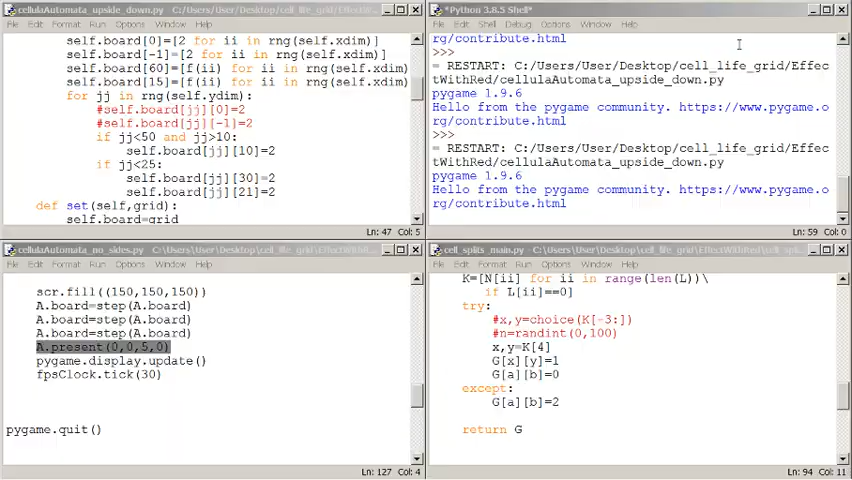 cellulaAutomata_upside_down.py C:/Users/User/Desktop/cell_life_grid/EffectW...
File Edit Format Run Options Window Help
self.board[0]=[2 for ii in rng(self.xdim)]
self.board[-1]=[2 for ii in rng(self.xdim)]
self.board[60]=[f(ii) for ii in rng(self.xdim)
self.board[15]=[f(ii) for ii in rng(self.xdim)
for jj in rng(self.ydim):
#self.board[jj][0]=2
#self.board[jj][-1]=2
if jj<50 and jj>10:
self.board[jj][10]=2
if jj<25:
self.board[jj][30]=2
self.board[jj][21]=2
def set(self,grid):
self.board=grid
Ln: 47 Col: 5
*Python 3.8.5 Shell*
File Edit Shell Debug Options Window Help
rg/contribute.html
>>>
= RESTART: C:/Users/User/Desktop/cell_life_grid/Effec
tWithRed/cellulaAutomata_upside_down.py
pygame 1.9.6
Hello from the pygame community. https://www.pygame.o
rg/contribute.html
>>>
= RESTART: C:/Users/User/Desktop/cell_life_grid/Effec
tWithRed/cellulaAutomata_upside_down.py
pygame 1.9.6
Hello from the pygame community. https://www.pygame.o
rg/contribute.html
Ln: 59 Col: 0
cellulaAutomata_no_skies.py C:\Users\User\Desktop\cell_life_grid\EffectWithR...
File Edit Format Run Options Window Help
scr.fill((150,150,150))
A.board=step(A.board)
A.board=step(A.board)
A.board=step(A.board)
A.present(0,0,5,0)
pygame.display.update()
fpsClock.tick(30)
pygame.quit()
Ln: 127 Col: 4
cell_splits_main.py C:\Users\User\Desktop\cell_life_grid\EffectWithRed\cell_splits...
File Edit Format Run Options Window Help
K=[N[ii] for ii in range(len(L))\
if L[ii]==0]
try:
#x,y=choice(K[-3:])
#n=randint(0,100)
x,y=K[4]
G[x][y]=1
G[a][b]=0
except:
G[a][b]=2
return G
Ln: 94 Col: 11